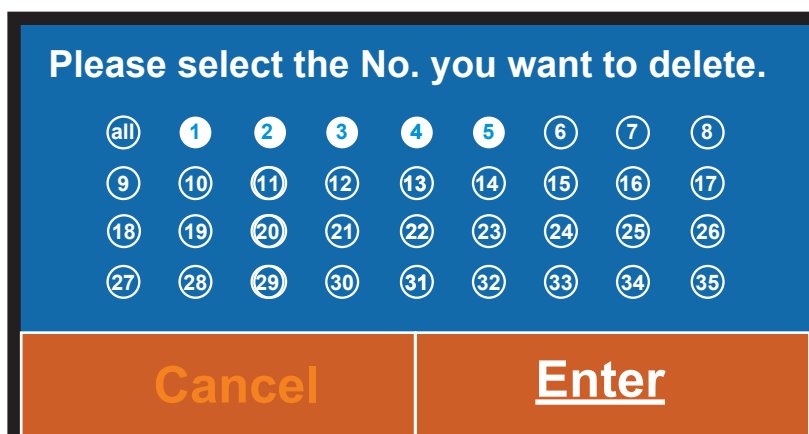 Please select the No. you want to delete.
all 1 2 3 4 5 6 7 8
9 10 11 12 13 14 15 16 17
18 19 20 21 22 23 24 25 26
27 28 29 30 31 32 33 34 35
Cancel Enter